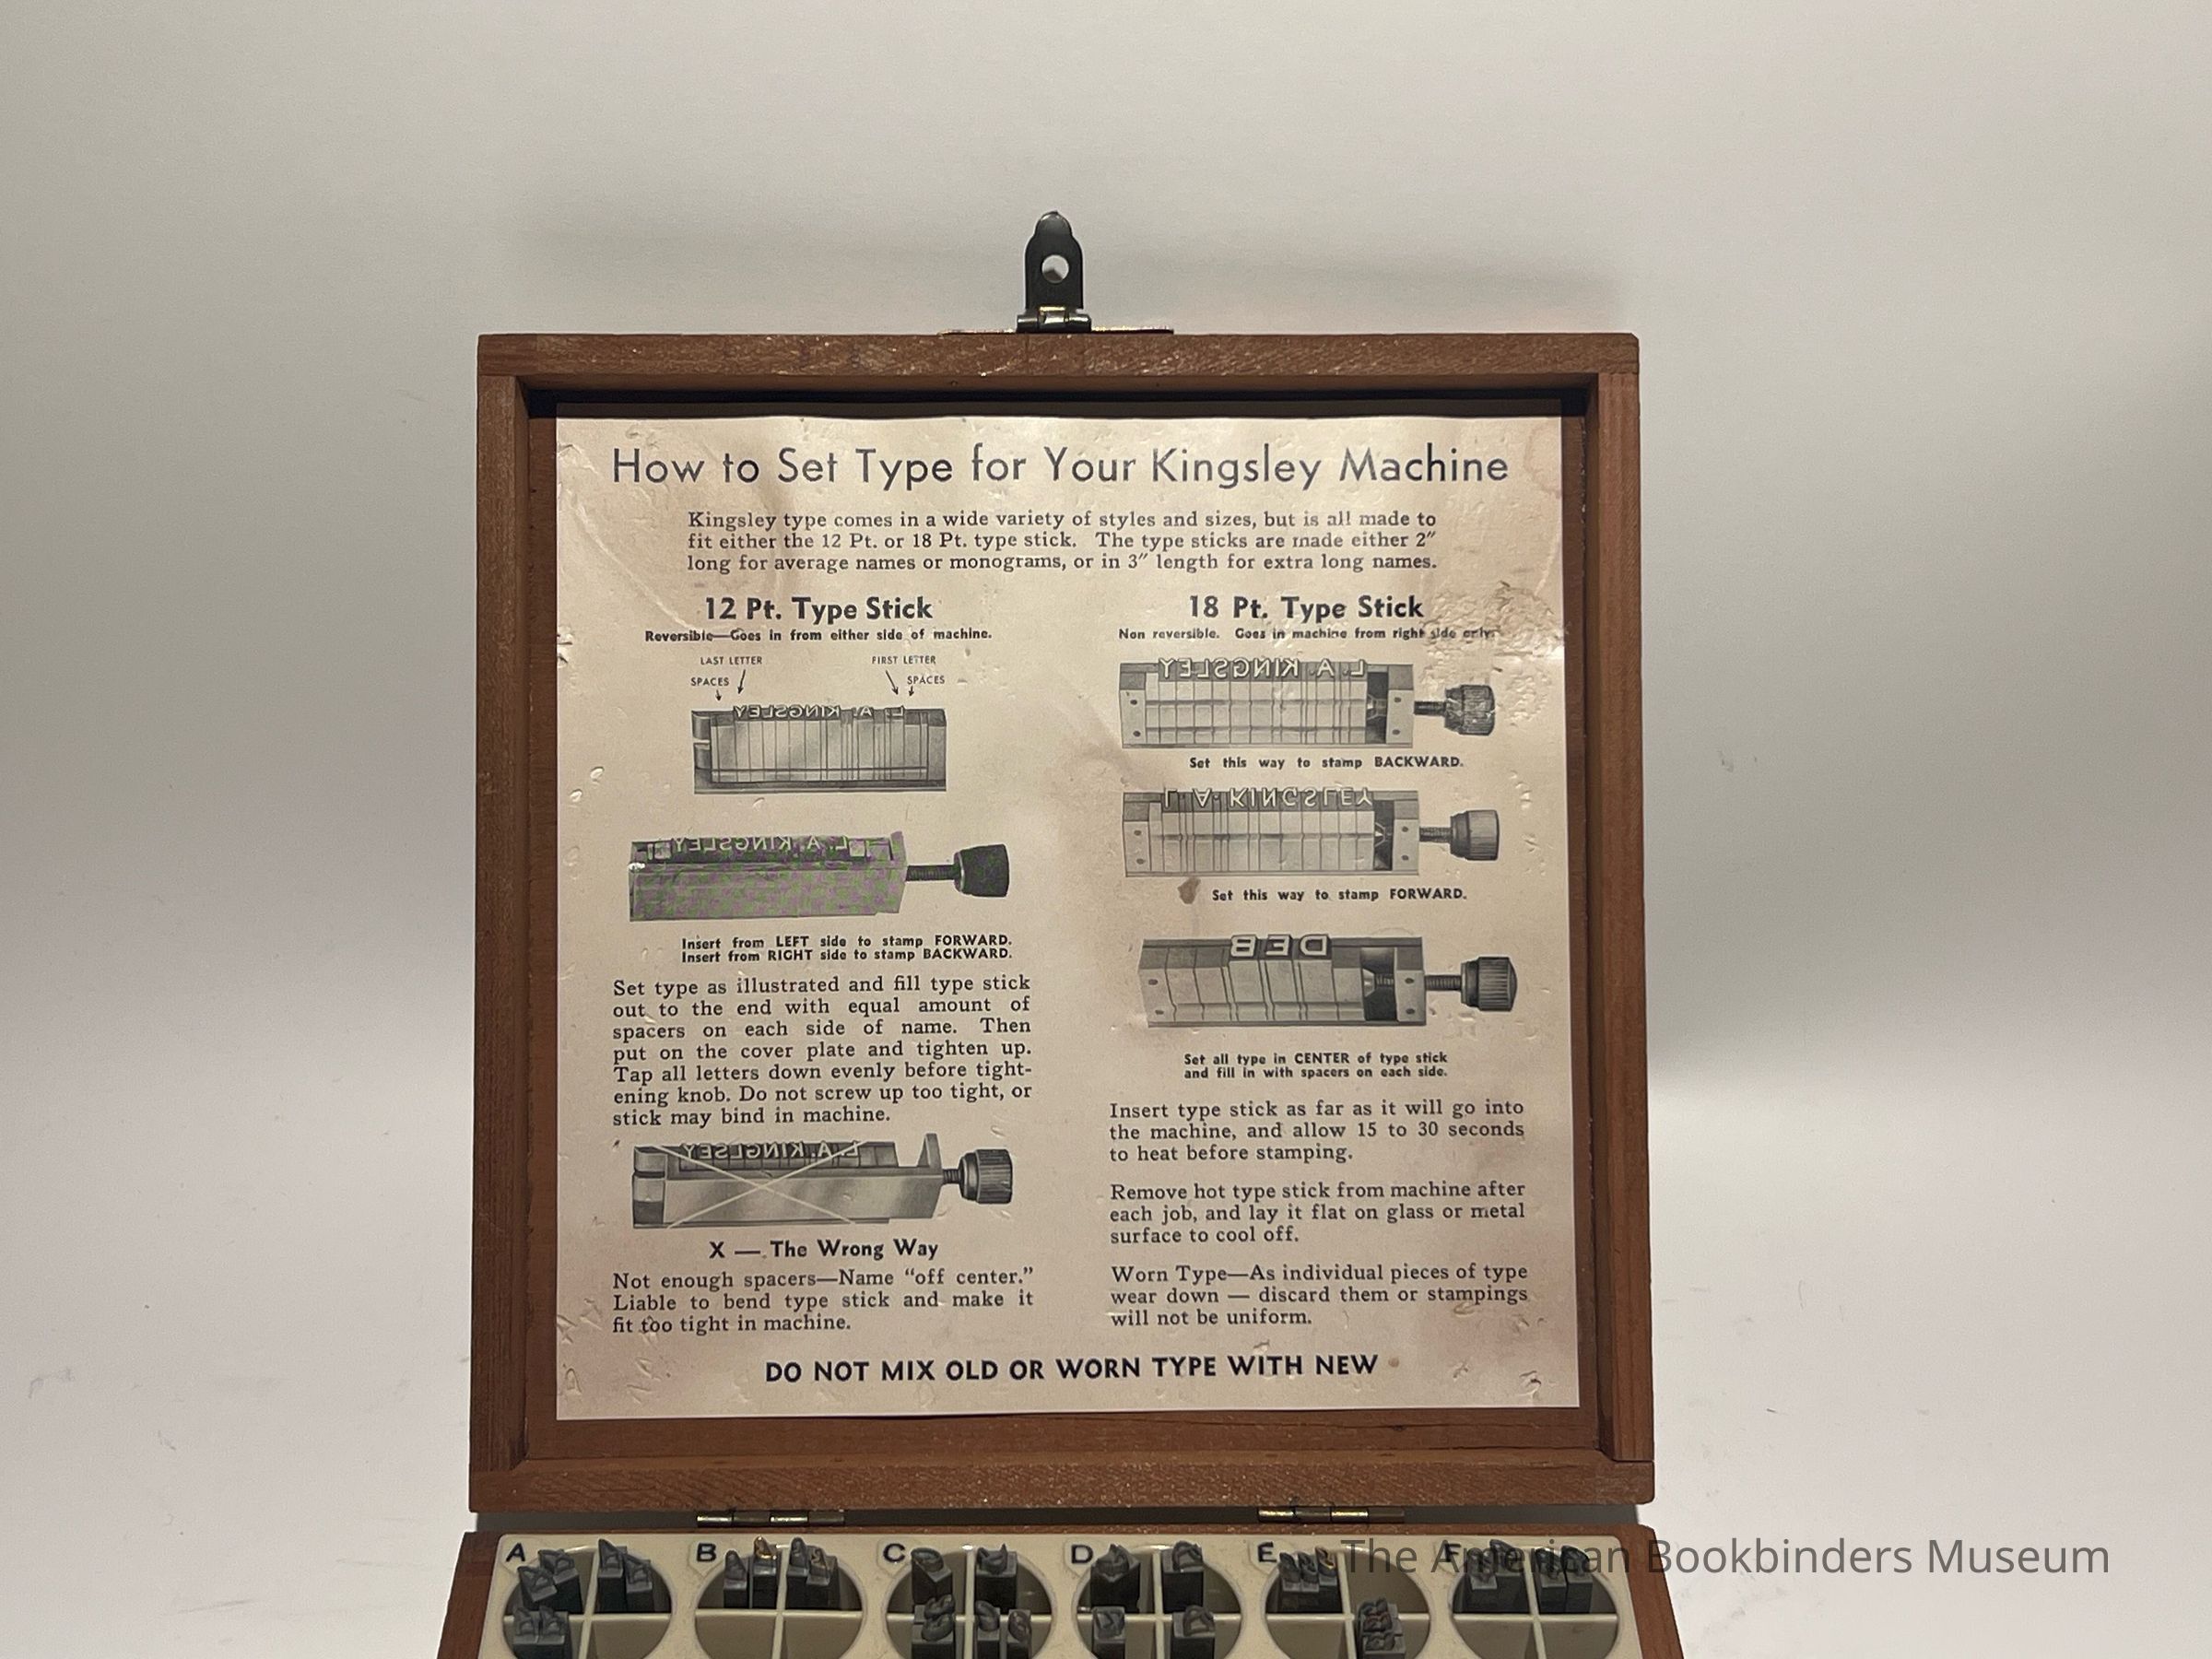 How to Set Type for Your Kingsley Machine
Kingsley type comes in a wide variety of styles and sizes, but is all made to
fit either the 12 Pt. or 18 Pt. type stick. The type sticks are made either 2″
long for average names or monograms, or in 3″ length for extra long names.
12 Pt. Type Stick
Reversible—Goes in from either side of machine.
LAST LETTER
FIRST LETTER
SPACES
SPACES
L. A. KINGSLEY
L. A. KINGSLEY
Insert from LEFT side to stamp FORWARD.
Insert from RIGHT side to stamp BACKWARD.
Set type as illustrated and fill type stick
out to the end with equal amount of
spacers on each side of name. Then
put on the cover plate and tighten up.
Tap all letters down evenly before tight-
ening knob. Do not screw up too tight, or
stick may bind in machine.
L. A. KINGLSEY
X — The Wrong Way
Not enough spacers—Name “off center.”
Liable to bend type stick and make it
fit too tight in machine.
18 Pt. Type Stick
Non reversible. Goes in machine from right side only.
L. A. KINGSLEY
Set this way to stamp BACKWARD.
L. A. KINGSLEY
Set this way to stamp FORWARD.
DEB
Set all type in CENTER of type stick
and fill in with spacers on each side.
Insert type stick as far as it will go into
the machine, and allow 15 to 30 seconds
to heat before stamping.
Remove hot type stick from machine after
each job, and lay it flat on glass or metal
surface to cool off.
Worn Type—As individual pieces of type
wear down — discard them or stampings
will not be uniform.
DO NOT MIX OLD OR WORN TYPE WITH NEW
A B C D E F
The American Bookbinders Museum